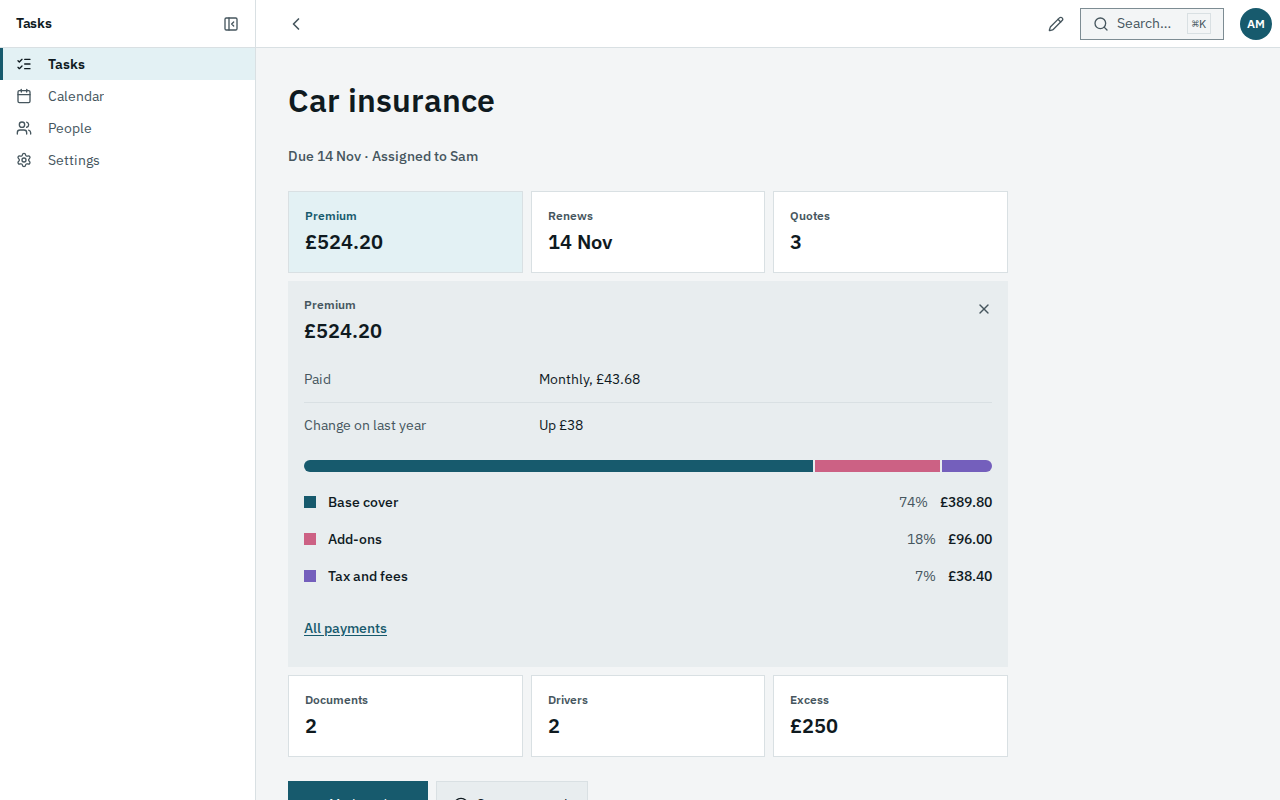 Tasks
Search... ⌘K
AM
Tasks
Calendar
People
Settings
Car insurance
Due 14 Nov · Assigned to Sam
Premium
£524.20
Renews
14 Nov
Quotes
3
Premium
£524.20
Paid Monthly, £43.68
Change on last year Up £38
Base cover 74% £389.80
Add-ons 18% £96.00
Tax and fees 7% £38.40
All payments
Documents
2
Drivers
2
Excess
£250